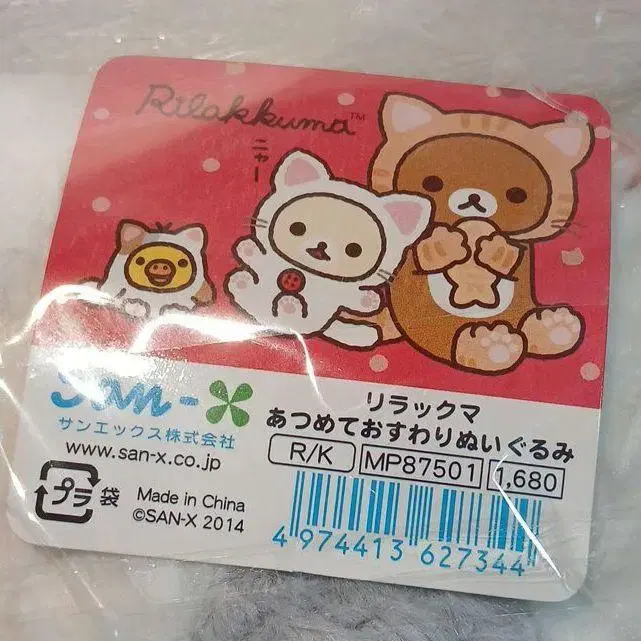 Rilakkuma™
ニャー
San-X
サンエックス株式会社
www.san-x.co.jp
プラ 袋
Made in China
©SAN-X 2014
リラックマ
あつめておすわりぬいぐるみ
R/K MP87501 1,680
4 974413 627344